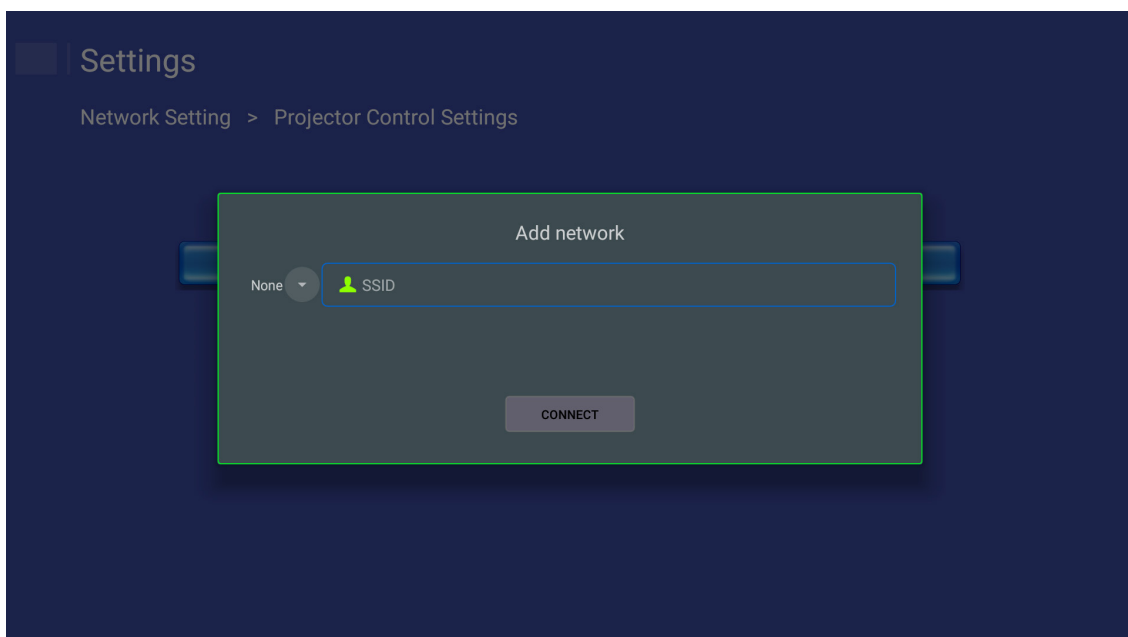 Settings
Network Setting > Projector Control Settings
Add network
None SSID
CONNECT